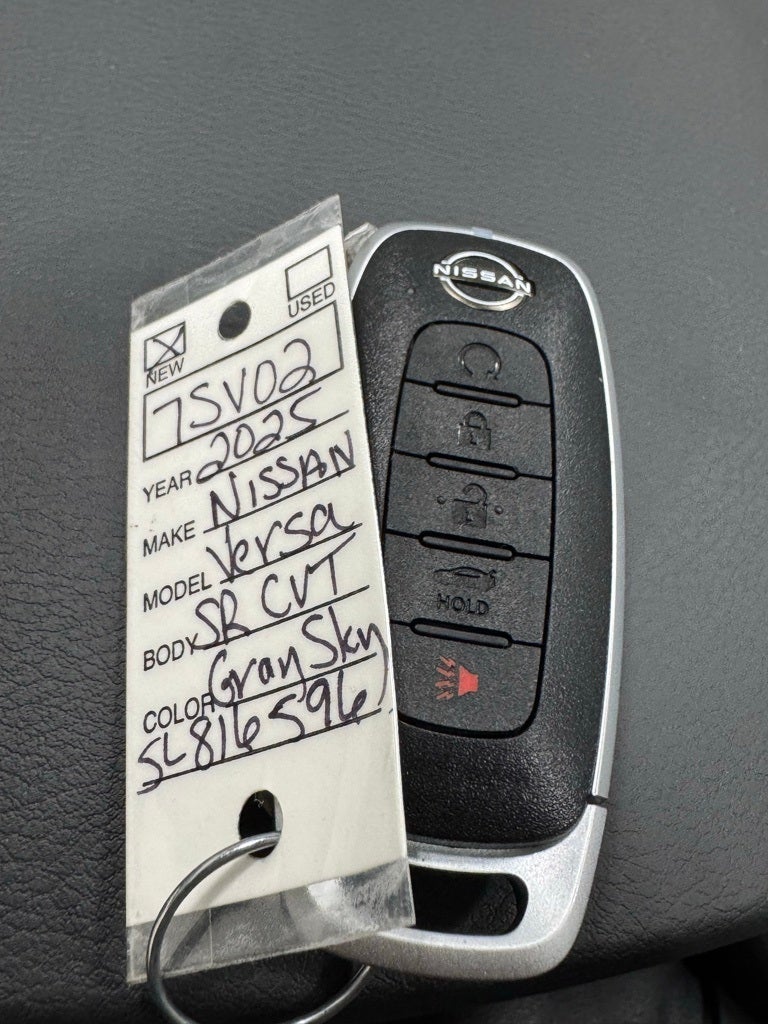 USED
NEW
7SV02
YEAR 2025
MAKE NISSAN
MODEL Versa
BODY SR CVT
COLOR Gray Sky
SL816596
NISSAN
HOLD